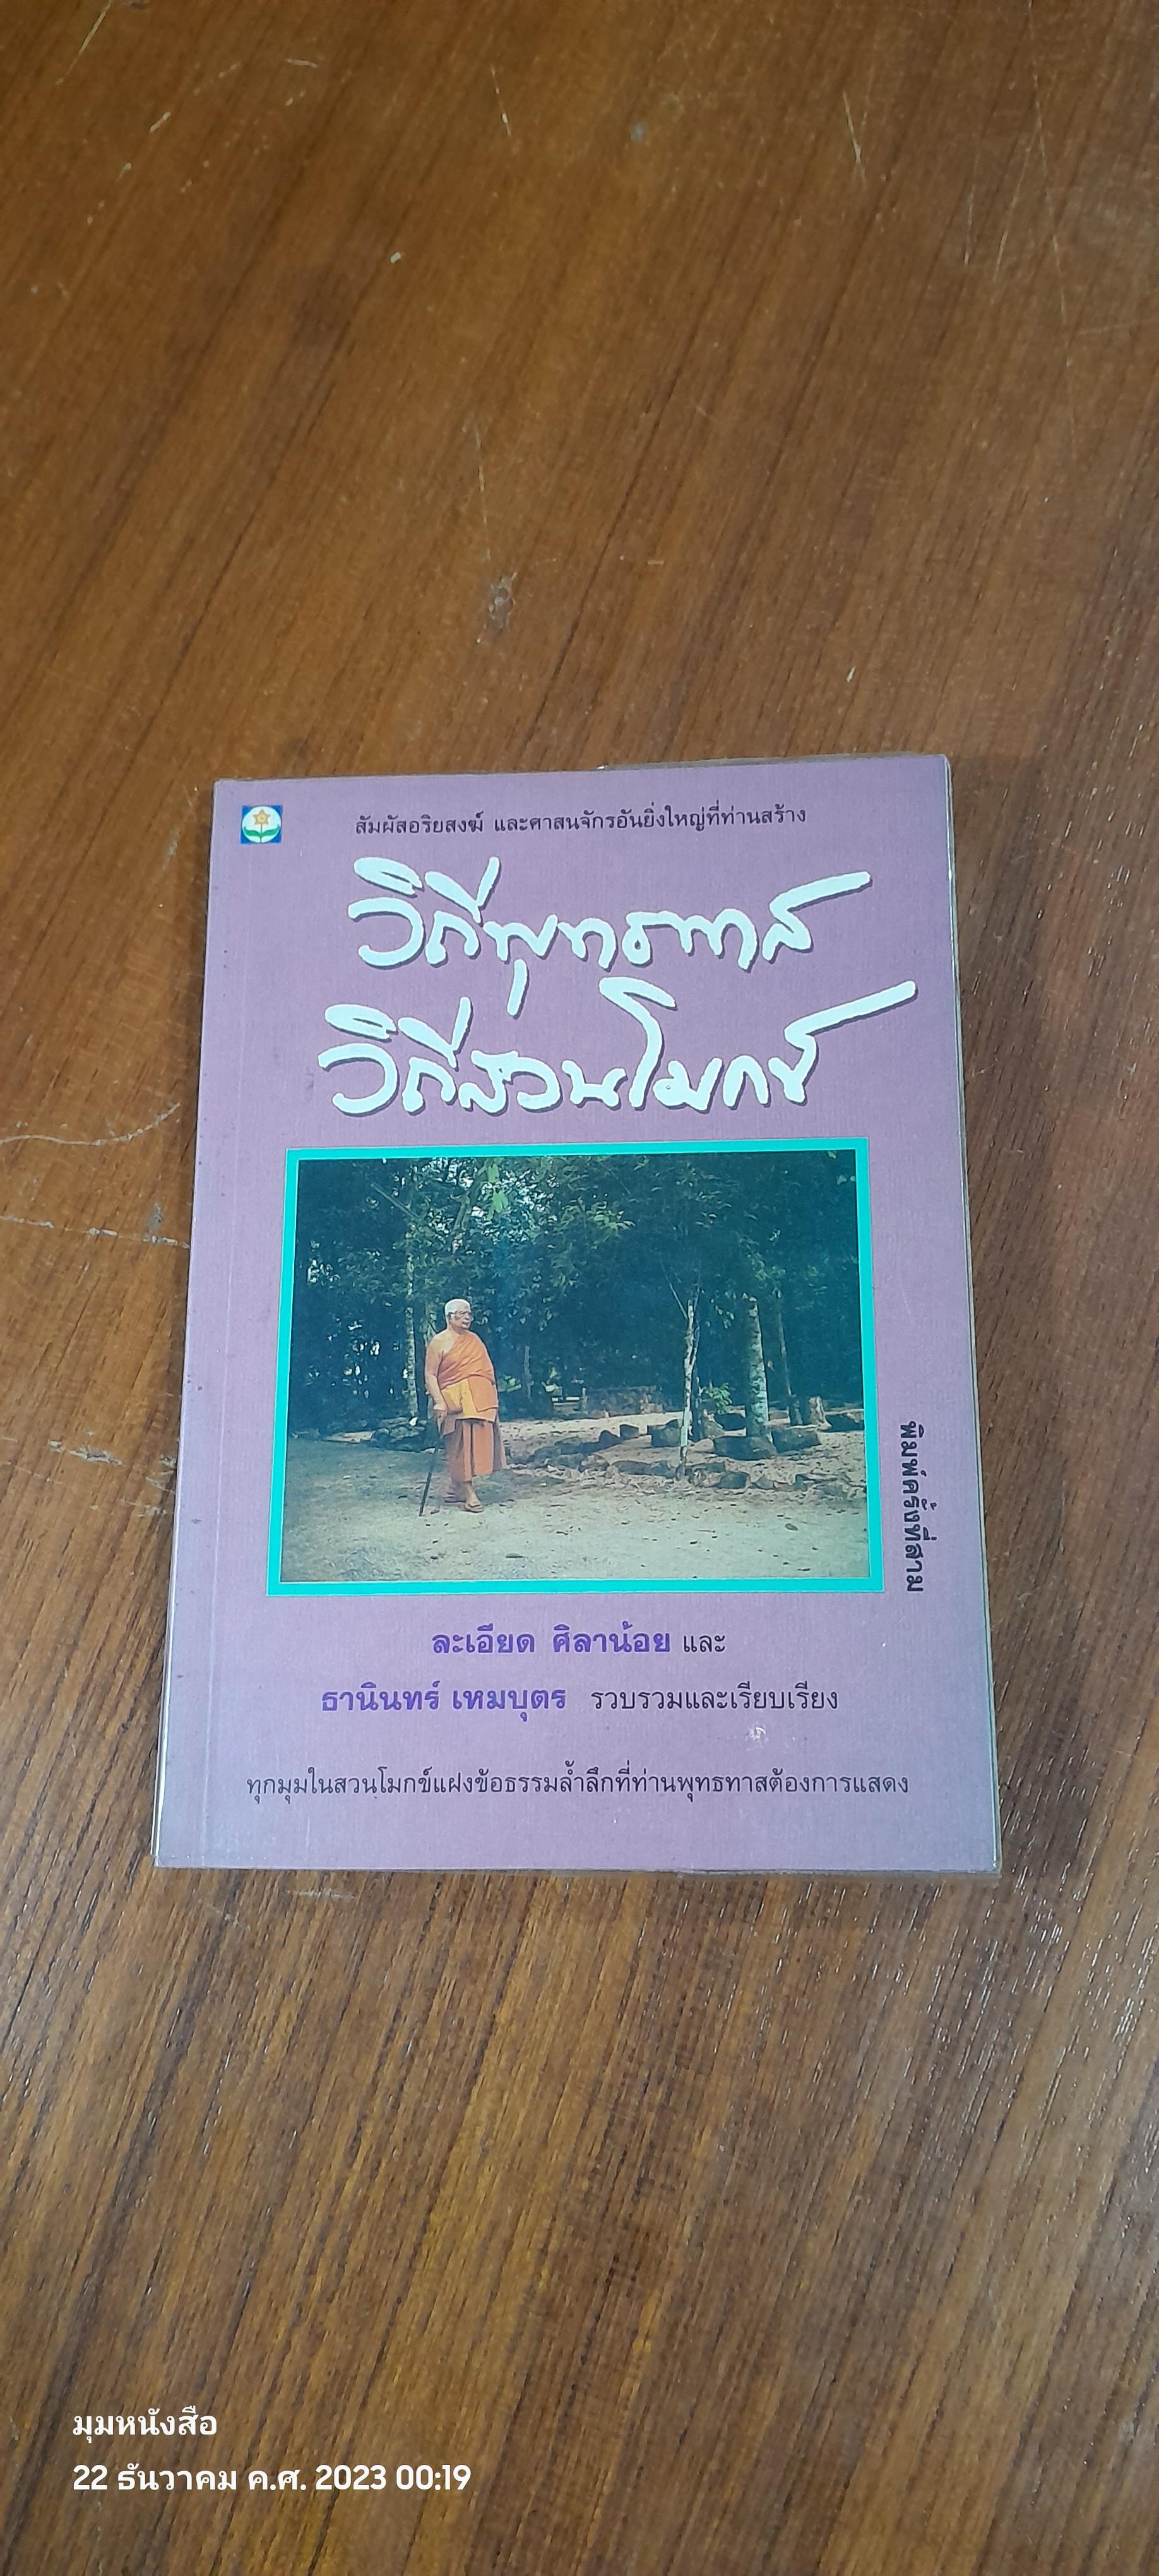 สัมผัสอริยสงฆ์ และศาสนจักรอันยิ่งใหญ่ที่ท่านสร้าง
วิถีพุทธทาส
วิถีสวนโมกข์
พิมพ์ครั้งที่สาม
ละเอียด ศิลาน้อย และ
ธานินทร์ เหมบุตร รวบรวมและเรียบเรียง
ทุกมุมในสวนโมกข์แฝงข้อธรรมล้ำลึกที่ท่านพุทธทาสต้องการแสดง
มุมหนังสือ
22 ธันวาคม ค.ศ. 2023 00:19